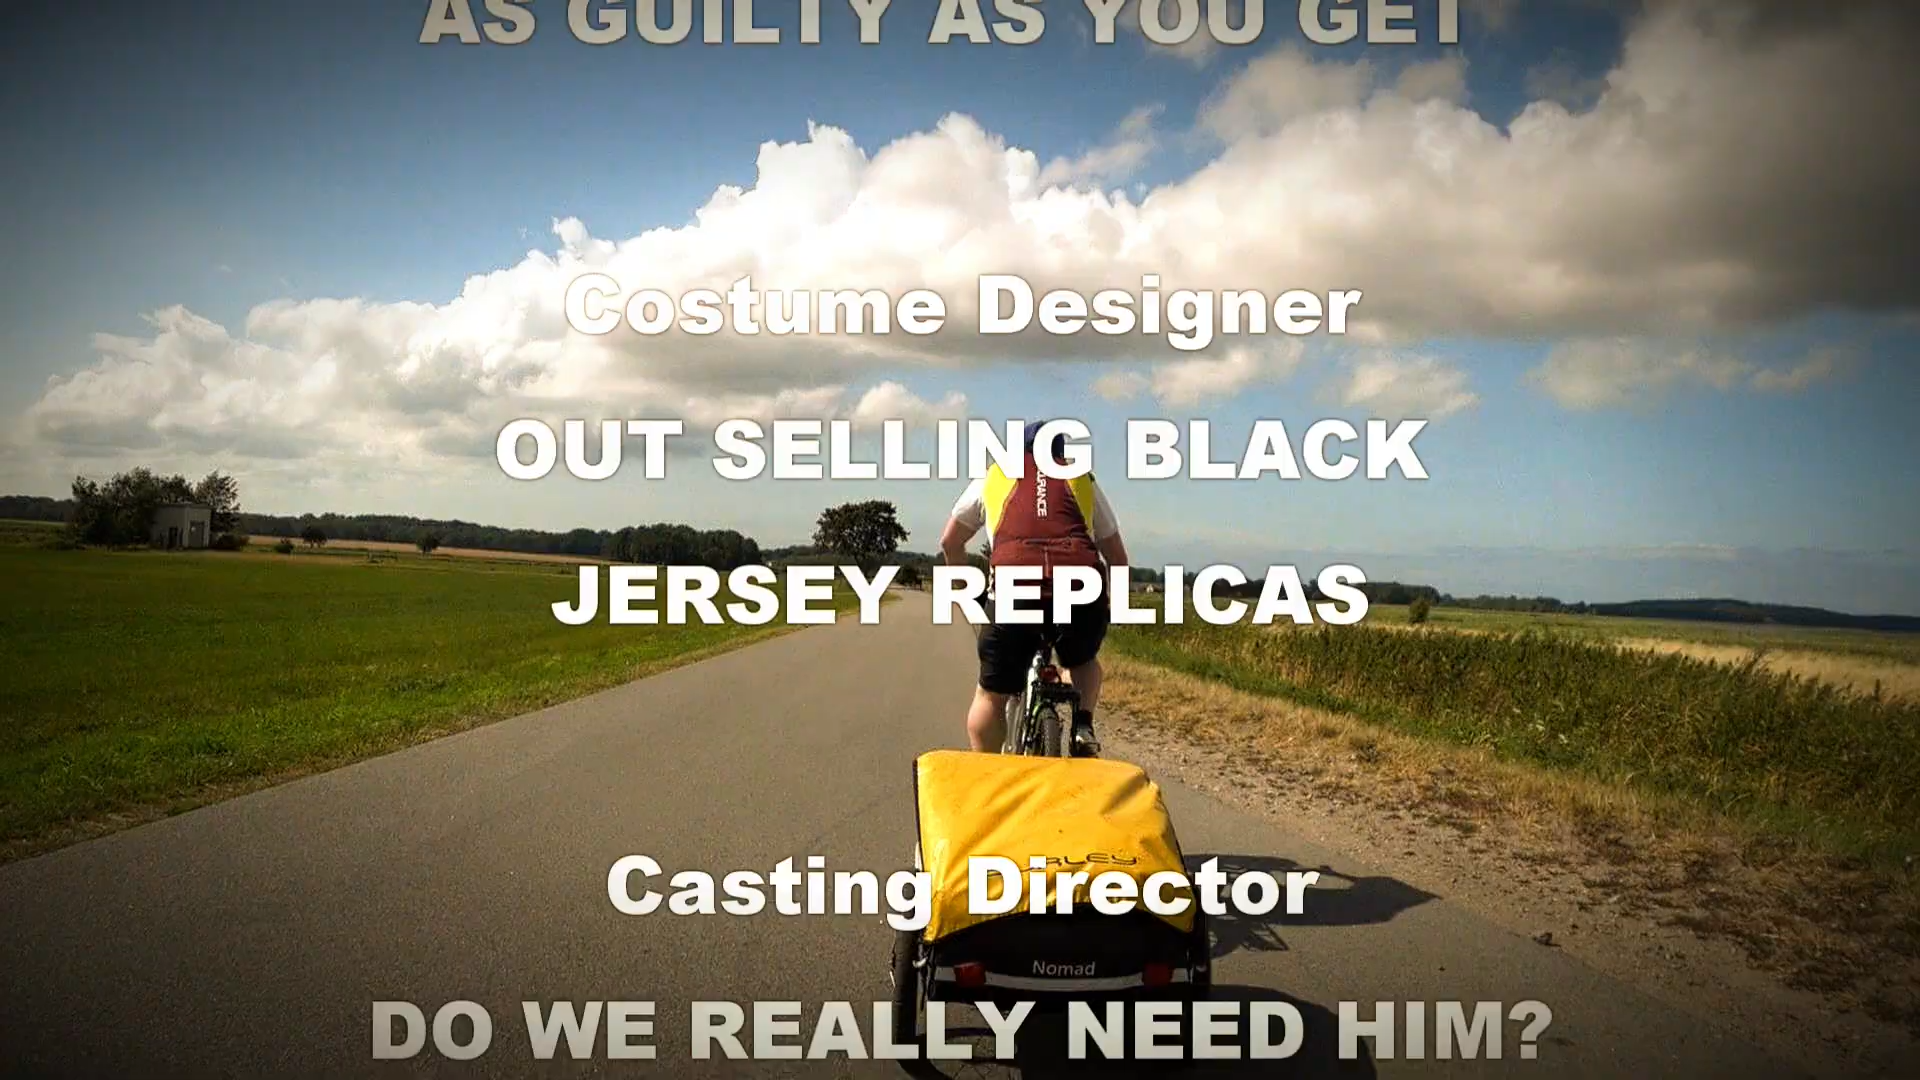 AS GUILTY AS YOU GET
Costume Designer
OUT SELLING BLACK
JERSEY REPLICAS
Casting Director
Nomad
DO WE REALLY NEED HIM?